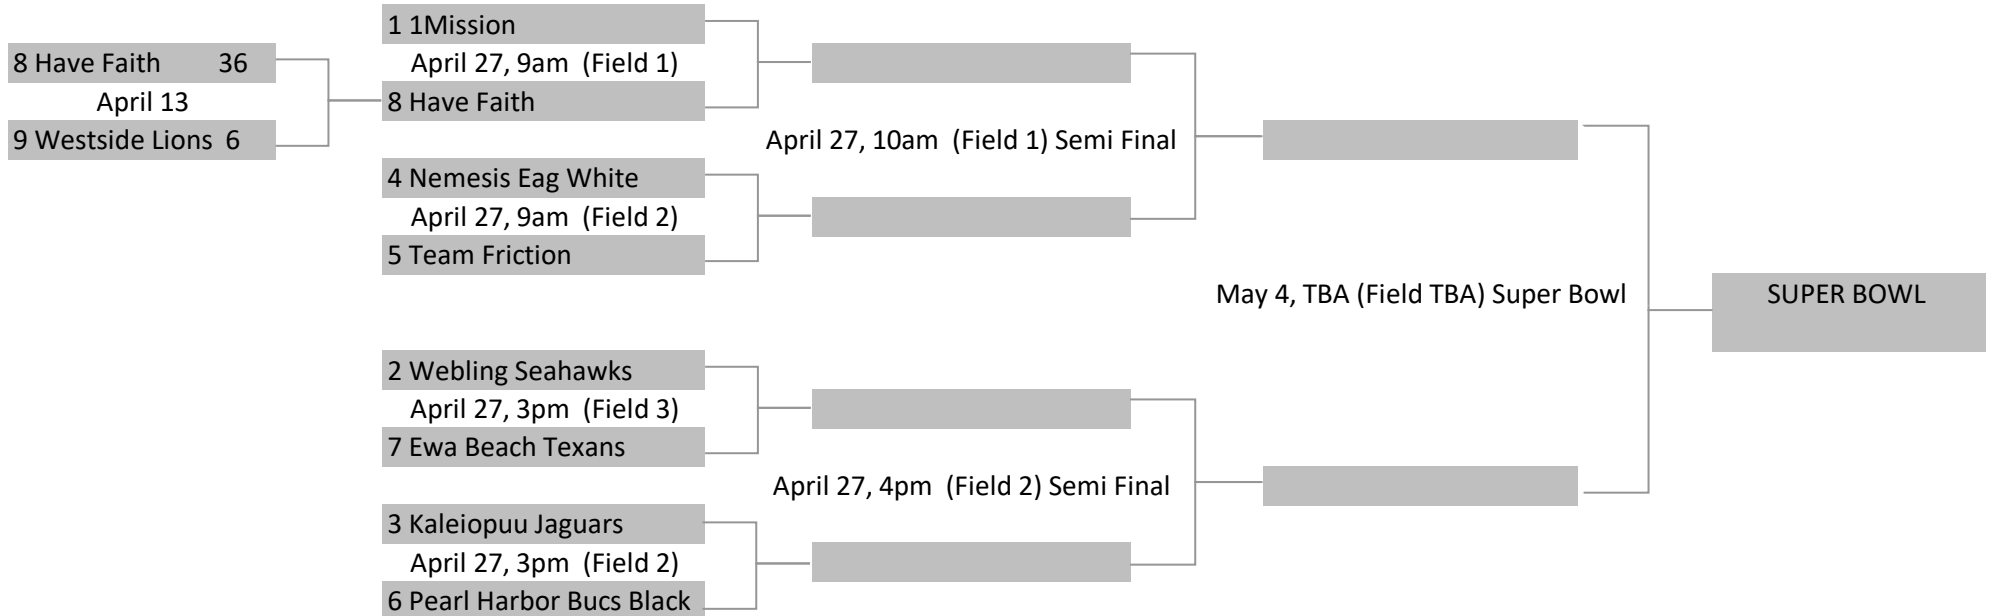 8 Have Faith 36
April 13
9 Westside Lions 6
1 1Mission
April 27, 9am (Field 1)
8 Have Faith
4 Nemesis Eag White
April 27, 9am (Field 2)
5 Team Friction
2 Webling Seahawks
April 27, 3pm (Field 3)
7 Ewa Beach Texans
3 Kaleiopuu Jaguars
April 27, 3pm (Field 2)
6 Pearl Harbor Bucs Black
April 27, 10am (Field 1) Semi Final
April 27, 4pm (Field 2) Semi Final
May 4, TBA (Field TBA) Super Bowl
SUPER BOWL